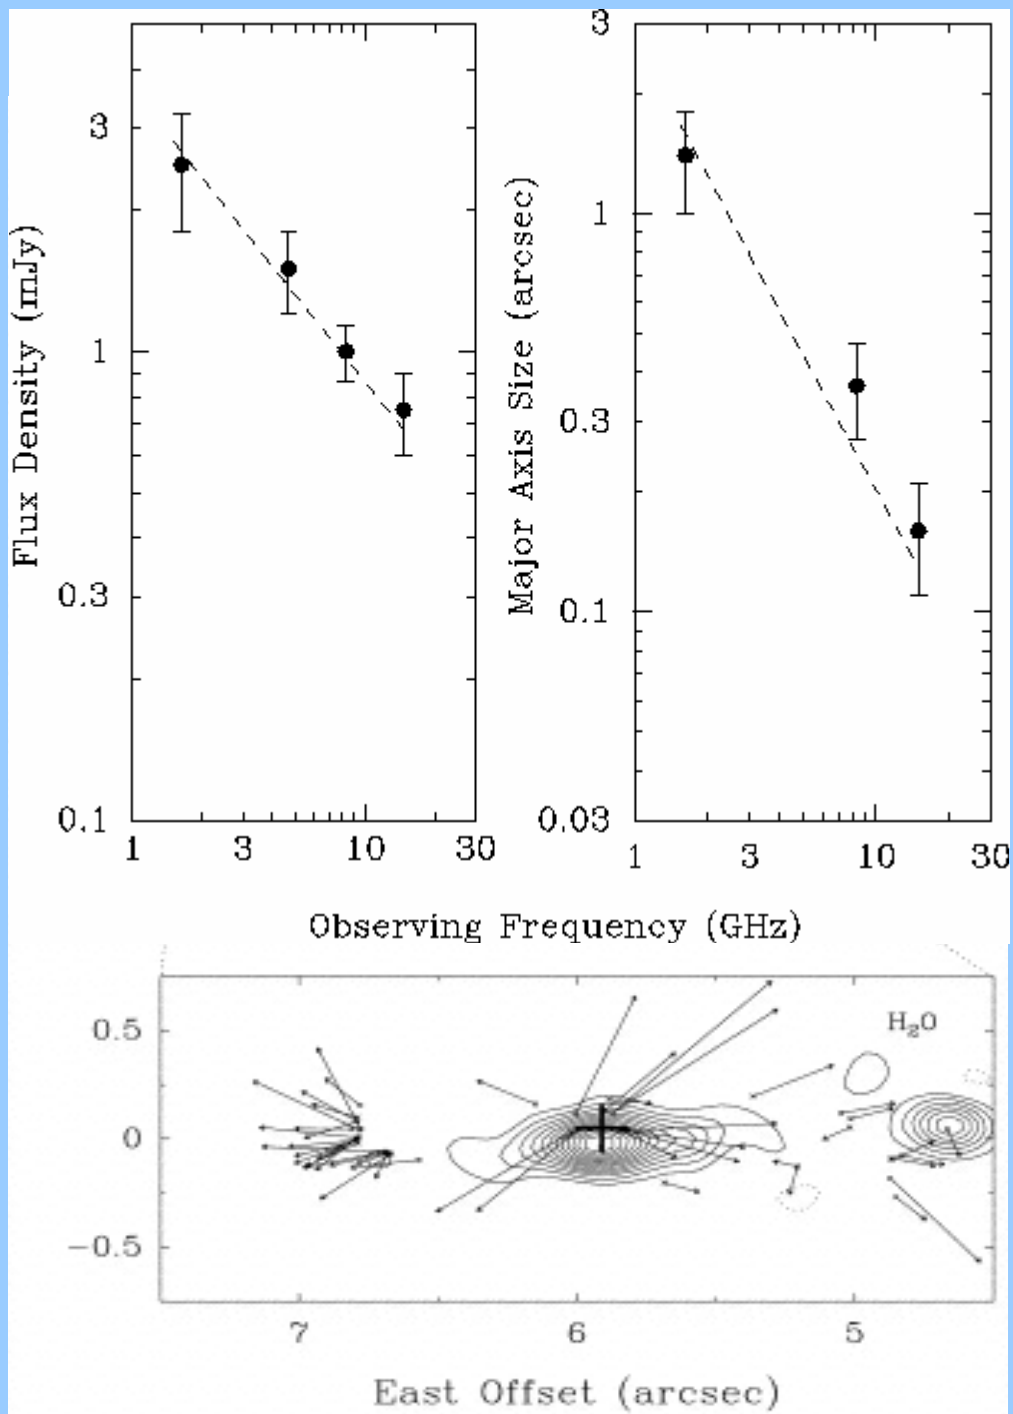 3
1
0.3
0.1
Flux Density (mJy)
1 3 10 30
3
1
0.3
0.1
0.03
Major Axis Size (arcsec)
1 3 10 30
Observing Frequency (GHz)
0.5
0
−0.5
H₂O
7 6 5
East Offset (arcsec)